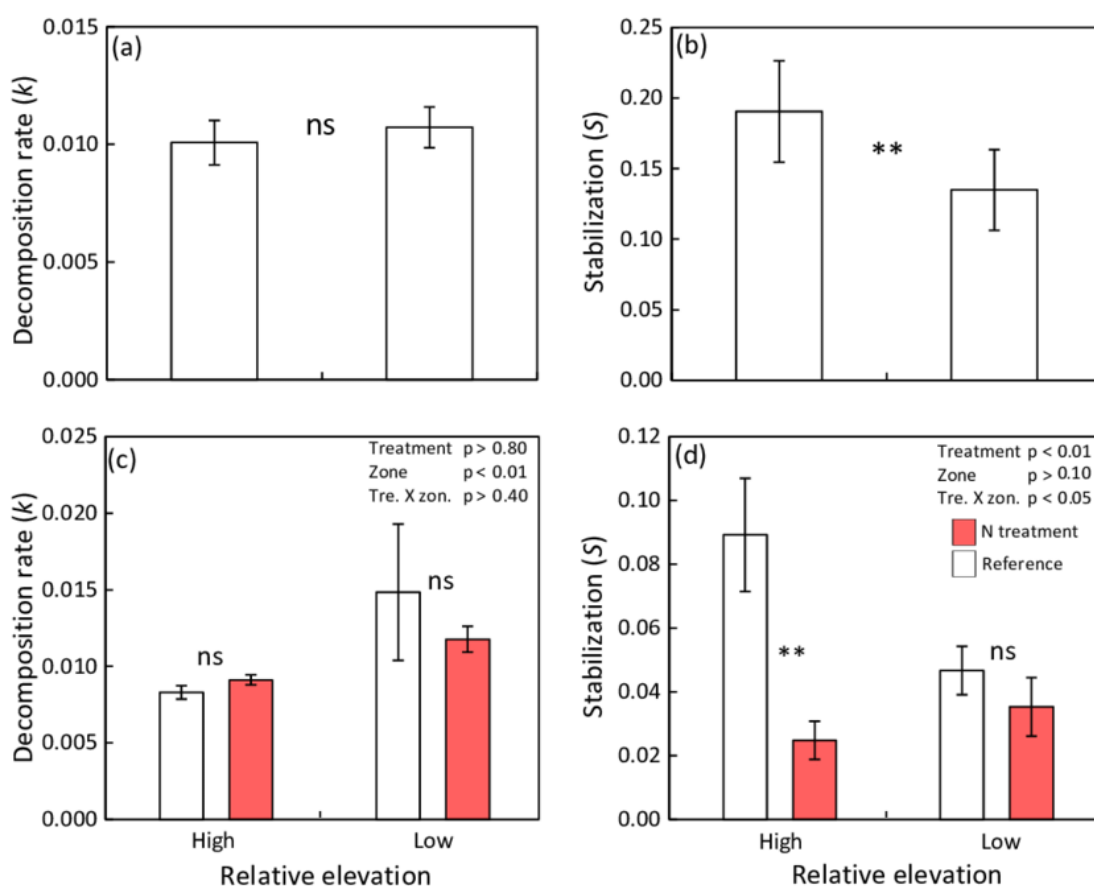 (a)
Decomposition rate (k)
0.015
0.010
0.005
0.000
ns
(b)
Stabilization (S)
0.25
0.20
0.15
0.10
0.05
0.00
**
(c)
Decomposition rate (k)
0.025
0.020
0.015
0.010
0.005
0.000
Treatment p > 0.80
Zone p < 0.01
Tre. X zon. p > 0.40
ns
ns
High Low
Relative elevation
(d)
Stabilization (S)
0.12
0.10
0.08
0.06
0.04
0.02
0.00
Treatment p < 0.01
Zone p > 0.10
Tre. X zon. p < 0.05
N treatment
Reference
**
ns
High Low
Relative elevation